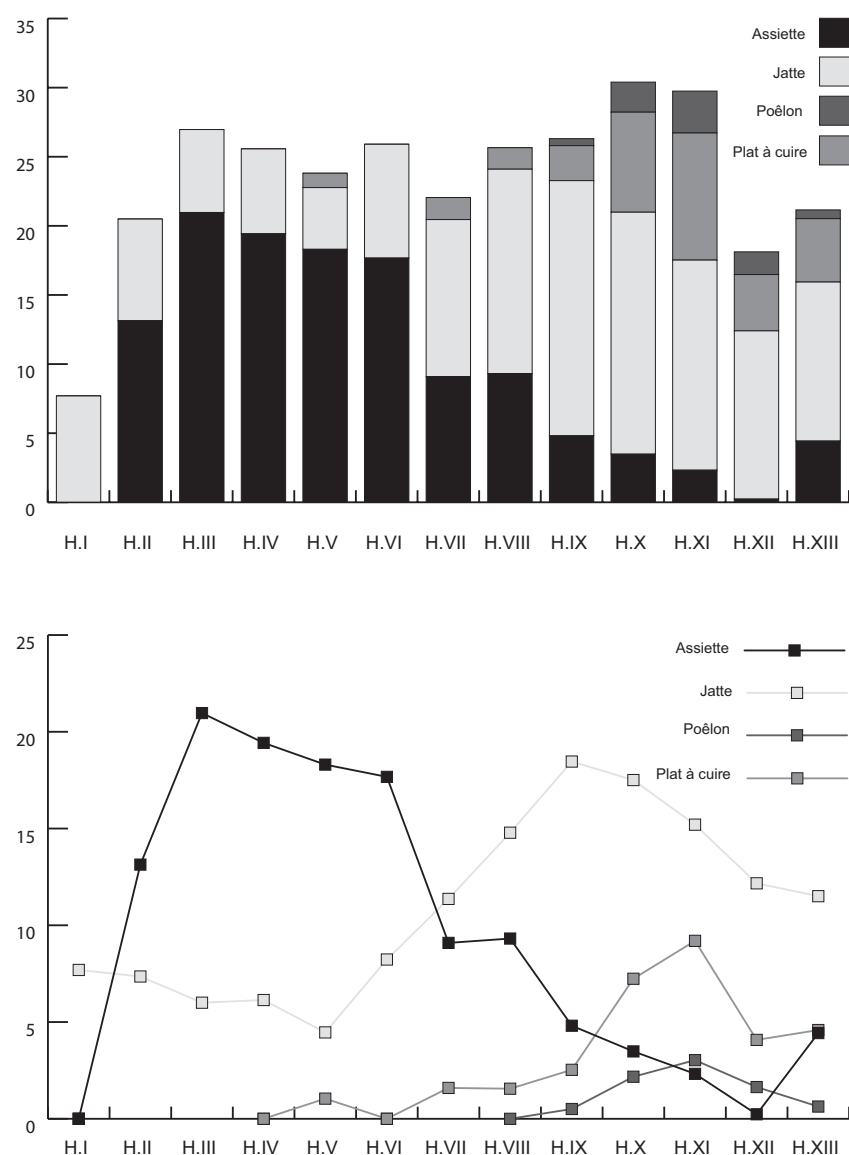 35
30
25
20
15
10
5
0
Assiette
Jatte
Poêlon
Plat à cuire
H.I H.II H.III H.IV H.V H.VI H.VII H.VIII H.IX H.X H.XI H.XII H.XIII
25
20
15
10
5
0
Assiette
Jatte
Poêlon
Plat à cuire
H.I H.II H.III H.IV H.V H.VI H.VII H.VIII H.IX H.X H.XI H.XII H.XIII